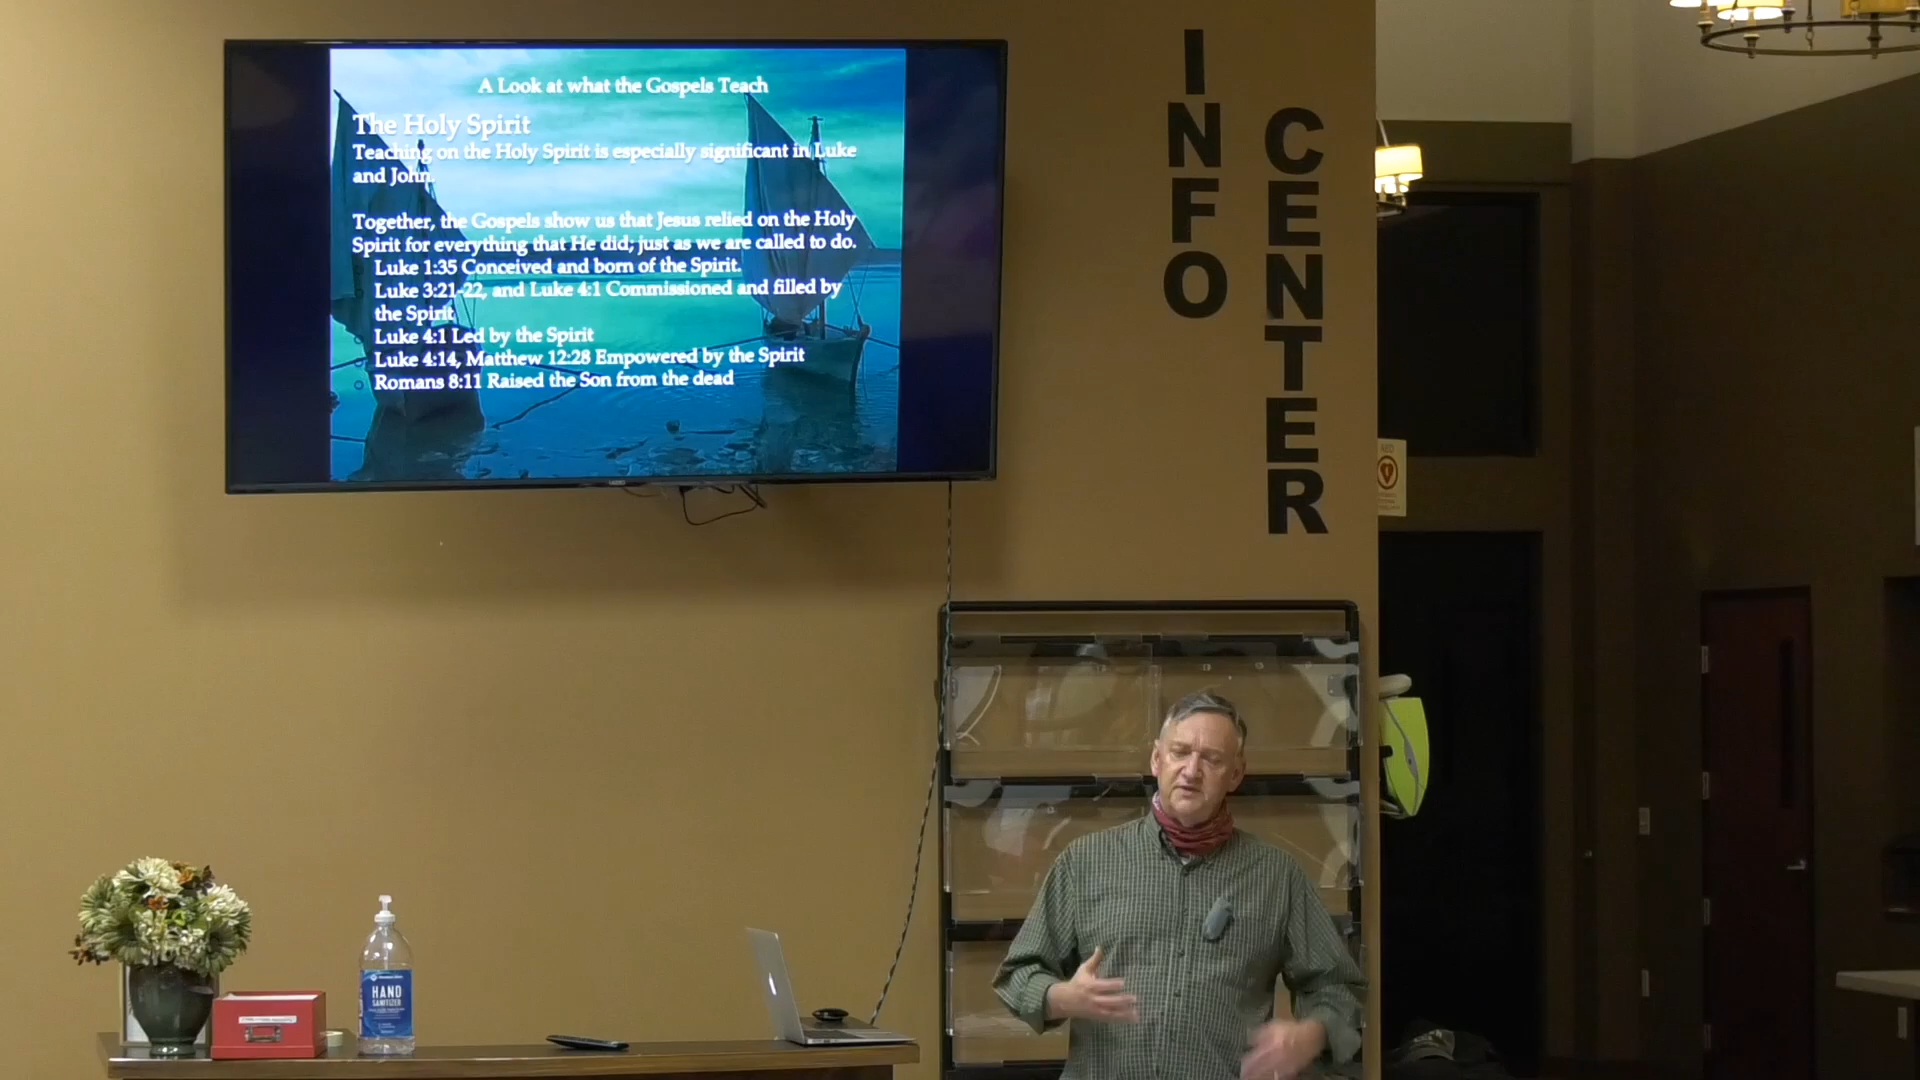 A Look at what the Gospels Teach
The Holy Spirit
Teaching on the Holy Spirit is especially significant in Luke
and John.
Together, the Gospels show us that Jesus relied on the Holy
Spirit for everything that He did; just as we are called to do.
Luke 1:35 Conceived and born of the Spirit.
Luke 3:21-22, and Luke 4:1 Commissioned and filled by
the Spirit
Luke 4:1 Led by the Spirit
Luke 4:14, Matthew 12:28 Empowered by the Spirit
Romans 8:11 Raised the Son from the dead
INFO
CENTER
AED
HAND
SANITIZER